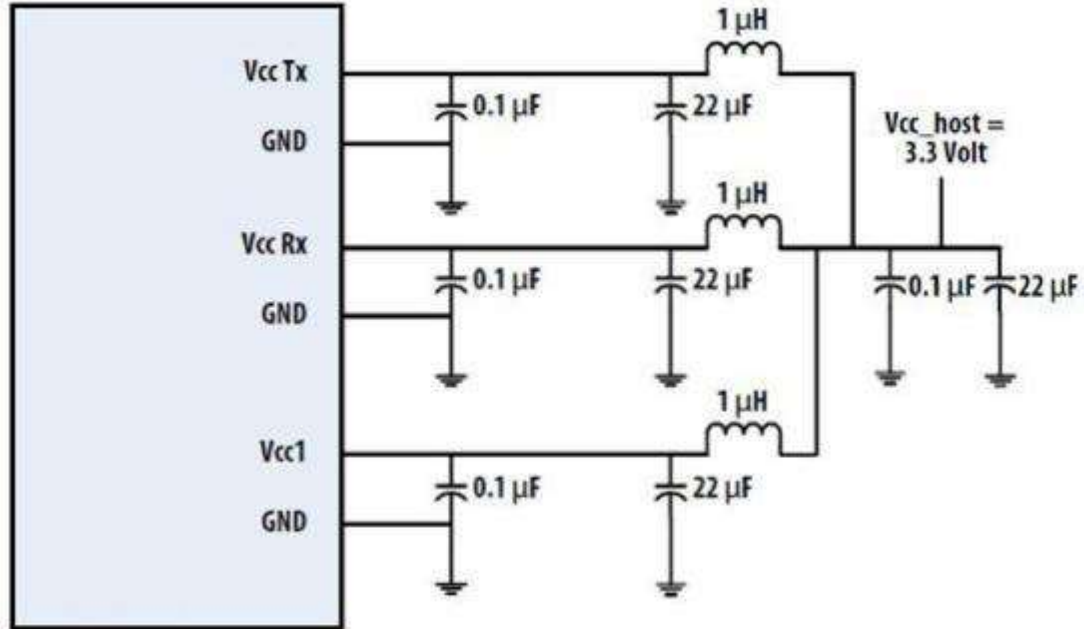 1 μH
Vcc Tx
0.1 μF
22 μF
Vcc_host =
3.3 Volt
GND
1 μH
Vcc Rx
0.1 μF
22 μF
0.1 μF
22 μF
GND
1 μH
Vcc1
0.1 μF
22 μF
GND